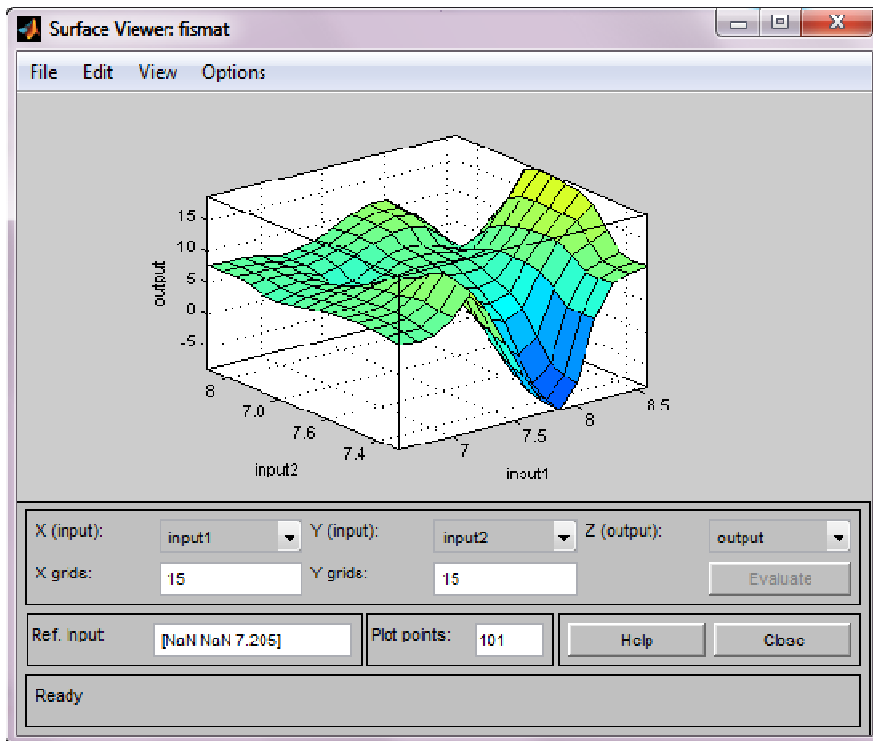 Surface Viewer: fismat
File Edit View Options
15
10
5
0
-5
output
8
7.0
7.6
7.4
input2
7
7.5
8
8.5
input1
X (input): input1 Y (input): input2 Z (output): output
X grids: 15 Y grids: 15 Evaluate
Ref. Input: [NaN NaN 7.205] Plot points: 101 Help Close
Ready